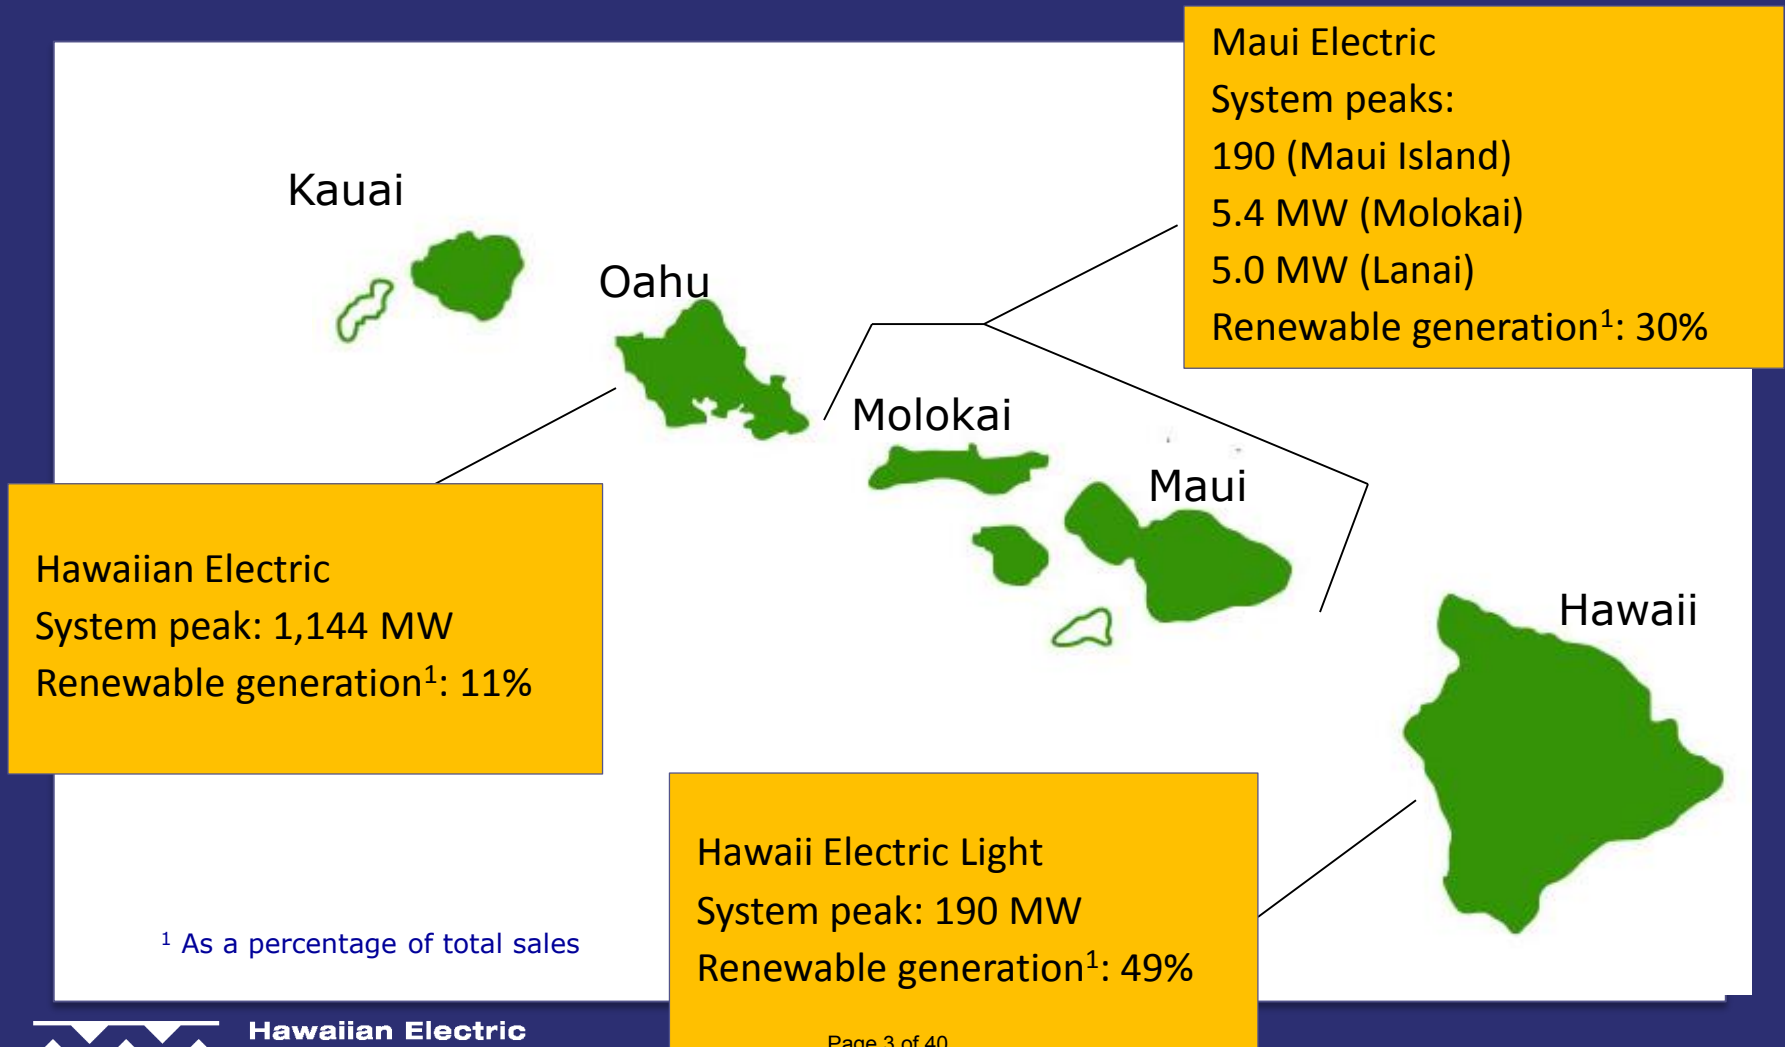 Maui Electric
System peaks:
190 (Maui Island)
5.4 MW (Molokai)
5.0 MW (Lanai)
Renewable generation¹: 30%
Kauai
Oahu
Molokai
Maui
Hawaii
Hawaiian Electric
System peak: 1,144 MW
Renewable generation¹: 11%
Hawaii Electric Light
System peak: 190 MW
Renewable generation¹: 49%
¹ As a percentage of total sales
Hawaiian Electric
Page 3 of 40